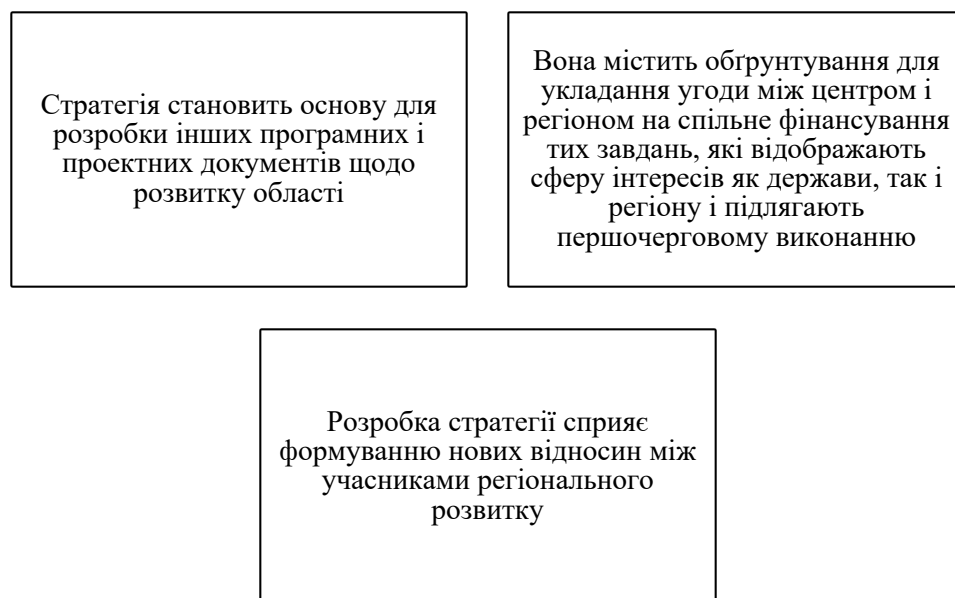 Стратегія становить основу для
розробки інших програмних і
проектних документів щодо
розвитку області
Вона містить обґрунтування для
укладання угоди між центром і
регіоном на спільне фінансування
тих завдань, які відображають
сферу інтересів як держави, так і
регіону і підлягають
першочерговому виконанню
Розробка стратегії сприяє
формуванню нових відносин між
учасниками регіонального
розвитку